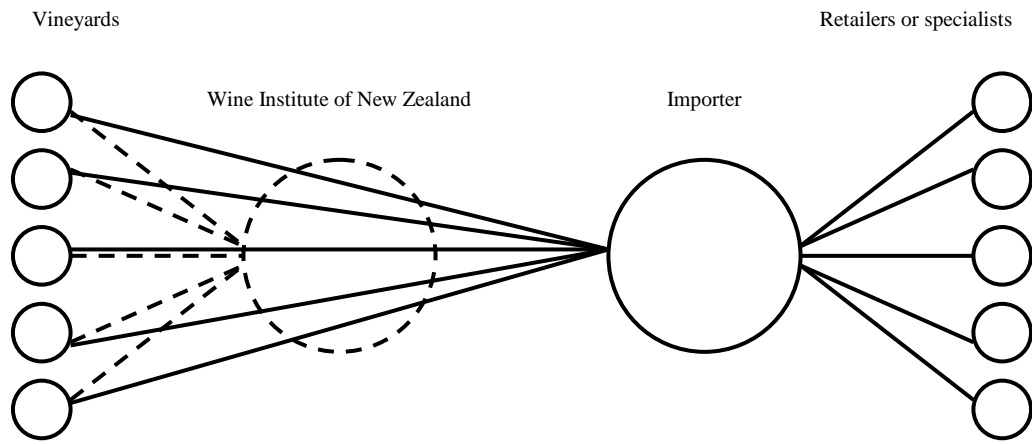 Vineyards
Retailers or specialists
Wine Institute of New Zealand
Importer